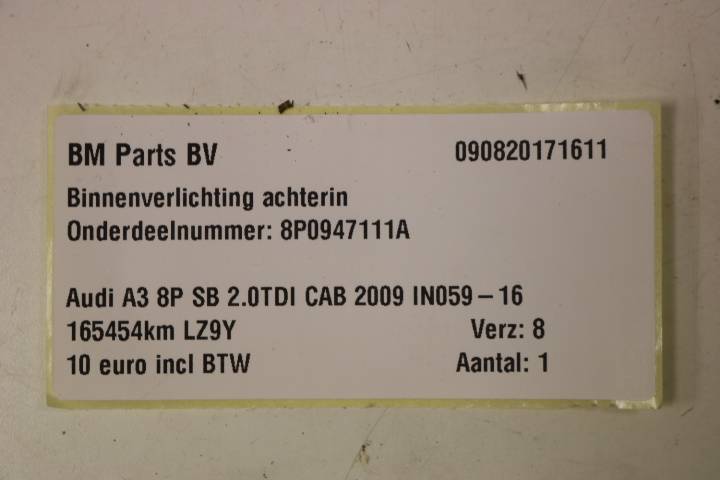 BM Parts BV 090820171611
Binnenverlichting achterin
Onderdeelnummer: 8P0947111A
Audi A3 8P SB 2.0TDI CAB 2009 IN059-16
165454km LZ9Y Verz: 8
10 euro incl BTW Aantal: 1